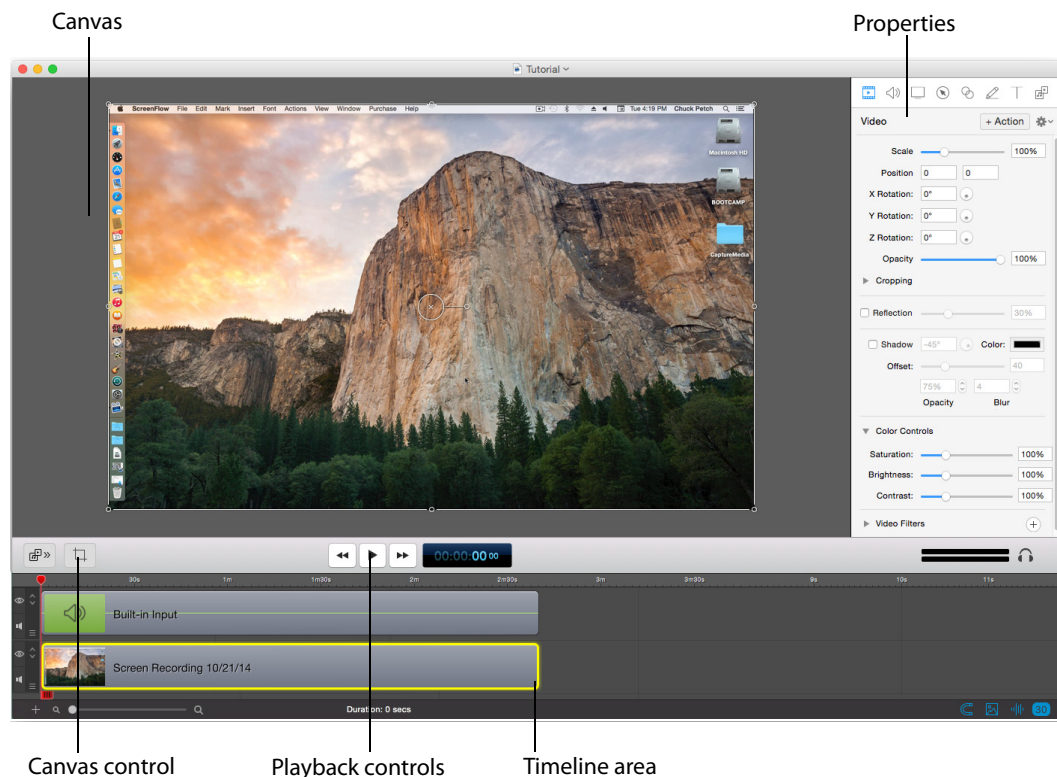 Canvas
Properties
Tutorial
ScreenFlow File Edit Mark Insert Font Actions View Window Purchase Help
Tue 4:19 PM Chuck Petch
Macintosh HD
BOOTCAMP
CaptureMedia
Video
+ Action
Scale 100%
Position 0 0
X Rotation: 0°
Y Rotation: 0°
Z Rotation: 0°
Opacity 100%
Cropping
Reflection 30%
Shadow -45° Color:
Offset: 40
75% 4
Opacity Blur
Color Controls
Saturation: 100%
Brightness: 100%
Contrast: 100%
Video Filters
00:00:00 00
30s 1m 1m30s 2m 2m30s 3m 3m30s 9s 10s 11s
Built-in Input
Screen Recording 10/21/14
Duration: 0 secs
30
Canvas control
Playback controls
Timeline area